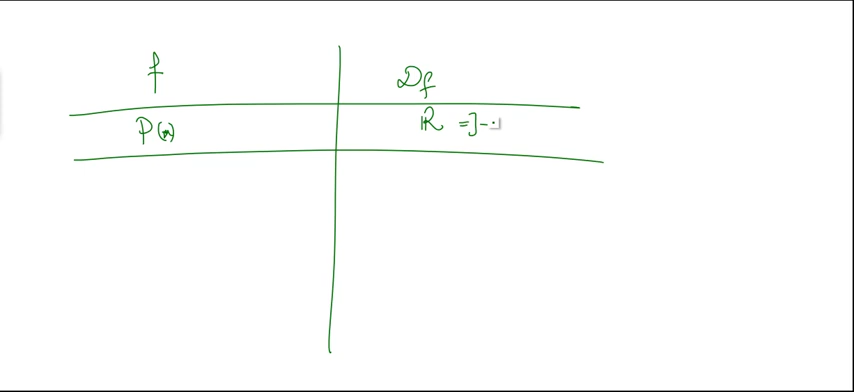 f Df
P(x) ℝ =]-